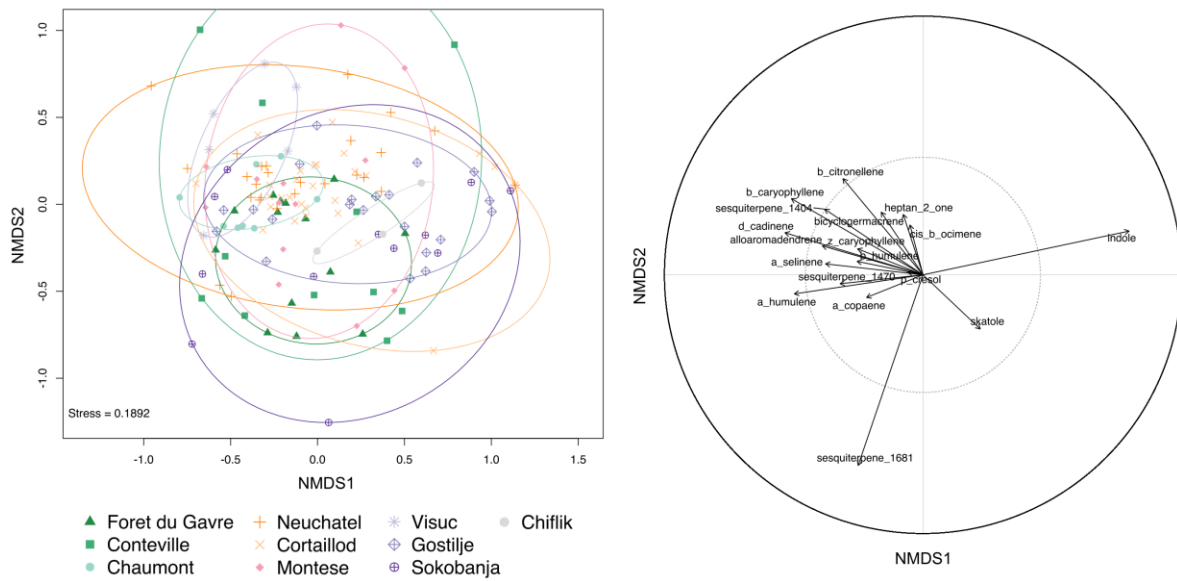 1.0
0.5
0.0
-0.5
-1.0
NMDS2
Stress = 0.1892
-1.0 -0.5 0.0 0.5 1.0 1.5
NMDS1
Foret du Gavre Neuchatel Visuc Chiflik
Conteville Cortaillod Gostilje
Chaumont Montese Sokobanja
NMDS2
b_citronellene
b_caryophyllene
sesquiterpene_1404 heptan_2_one
bicyclogermacrene
d_cadinene cis_b_ocimene
Indole
alloaromadendrene z_caryophyllene
b_humulene
a_selinene
sesquiterpene_1470 p_cresol
a_humulene
a_copaene
skatole
sesquiterpene_1681
NMDS1